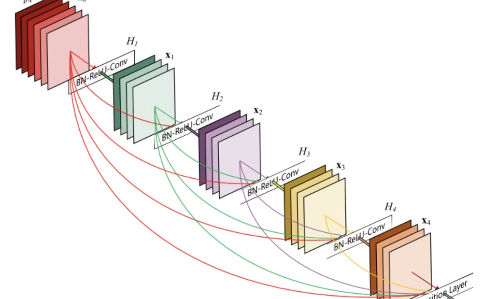 H1
x1
BN-ReLU-Conv
H2
x2
BN-ReLU-Conv
H3
x3
BN-ReLU-Conv
H4
x4
BN-ReLU-Conv
Layer